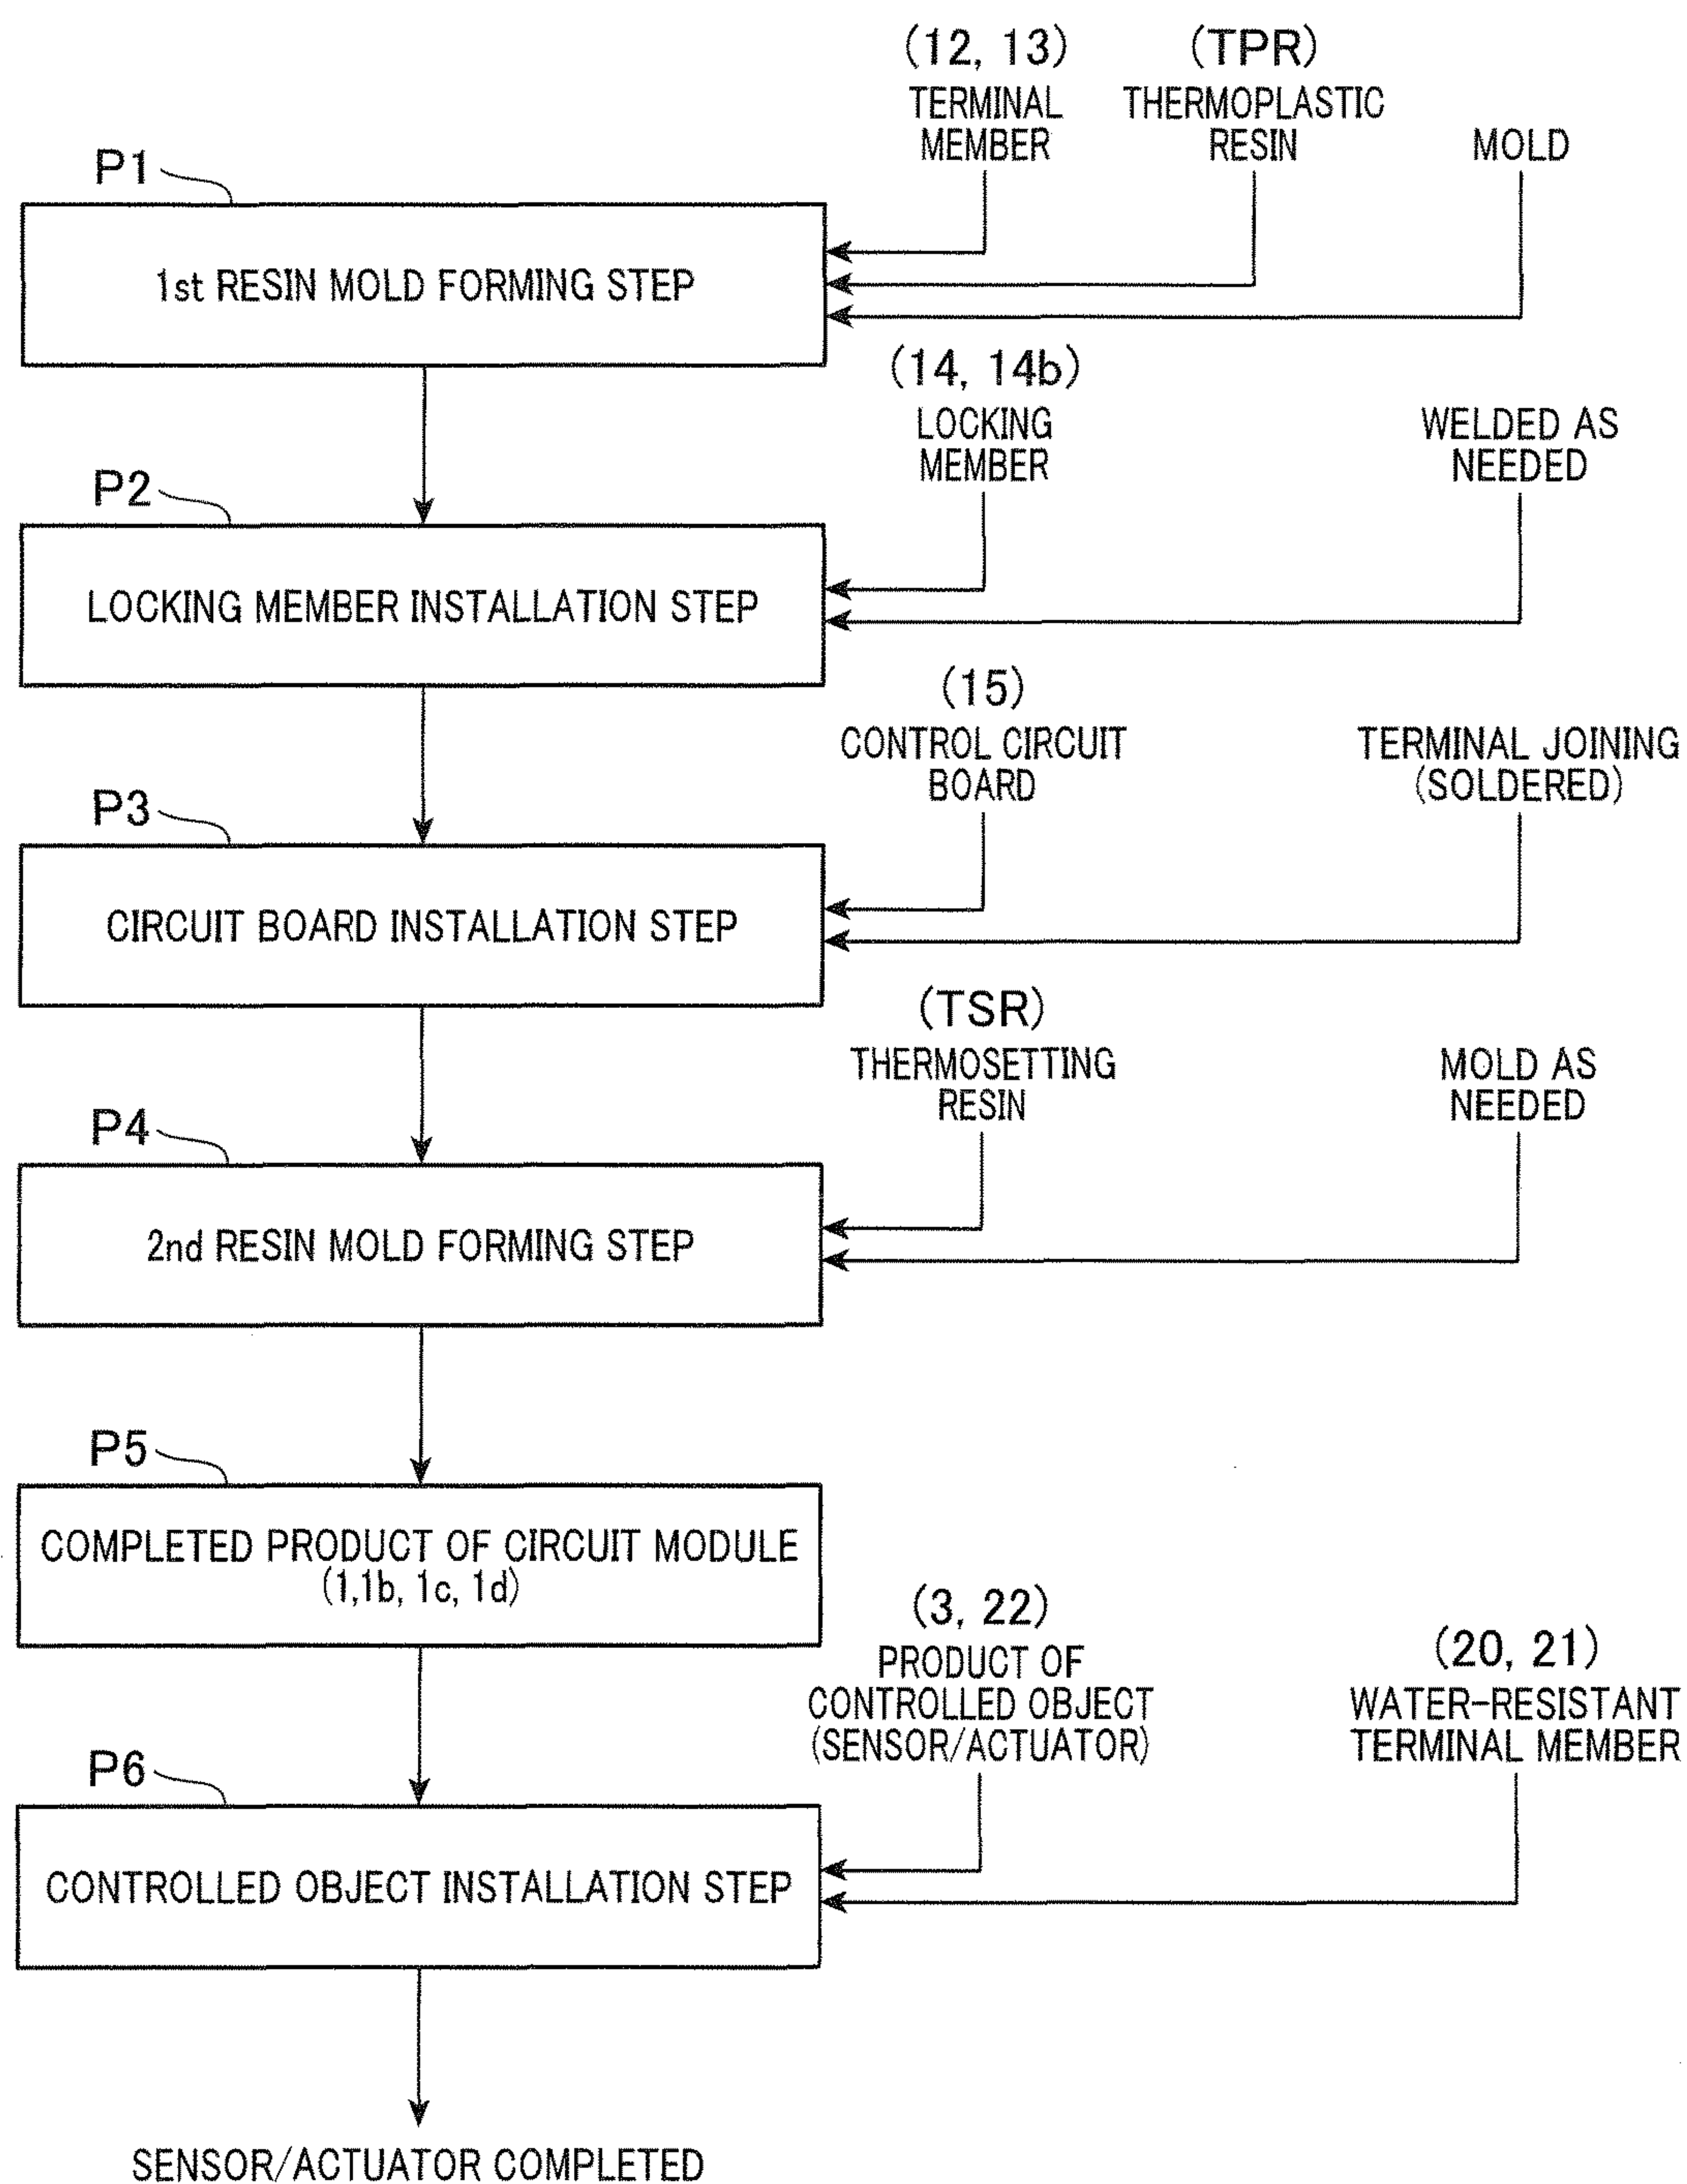 (12, 13)
TERMINAL
MEMBER
(TPR)
THERMOPLASTIC
RESIN
MOLD
P1
1st RESIN MOLD FORMING STEP
(14, 14b)
LOCKING
MEMBER
WELDED AS
NEEDED
P2
LOCKING MEMBER INSTALLATION STEP
(15)
CONTROL CIRCUIT
BOARD
TERMINAL JOINING
(SOLDERED)
P3
CIRCUIT BOARD INSTALLATION STEP
(TSR)
THERMOSETTING
RESIN
MOLD AS
NEEDED
P4
2nd RESIN MOLD FORMING STEP
P5
COMPLETED PRODUCT OF CIRCUIT MODULE
(1,1b, 1c, 1d)
(3, 22)
PRODUCT OF
CONTROLLED OBJECT
(SENSOR/ACTUATOR)
(20, 21)
WATER-RESISTANT
TERMINAL MEMBER
P6
CONTROLLED OBJECT INSTALLATION STEP
SENSOR/ACTUATOR COMPLETED